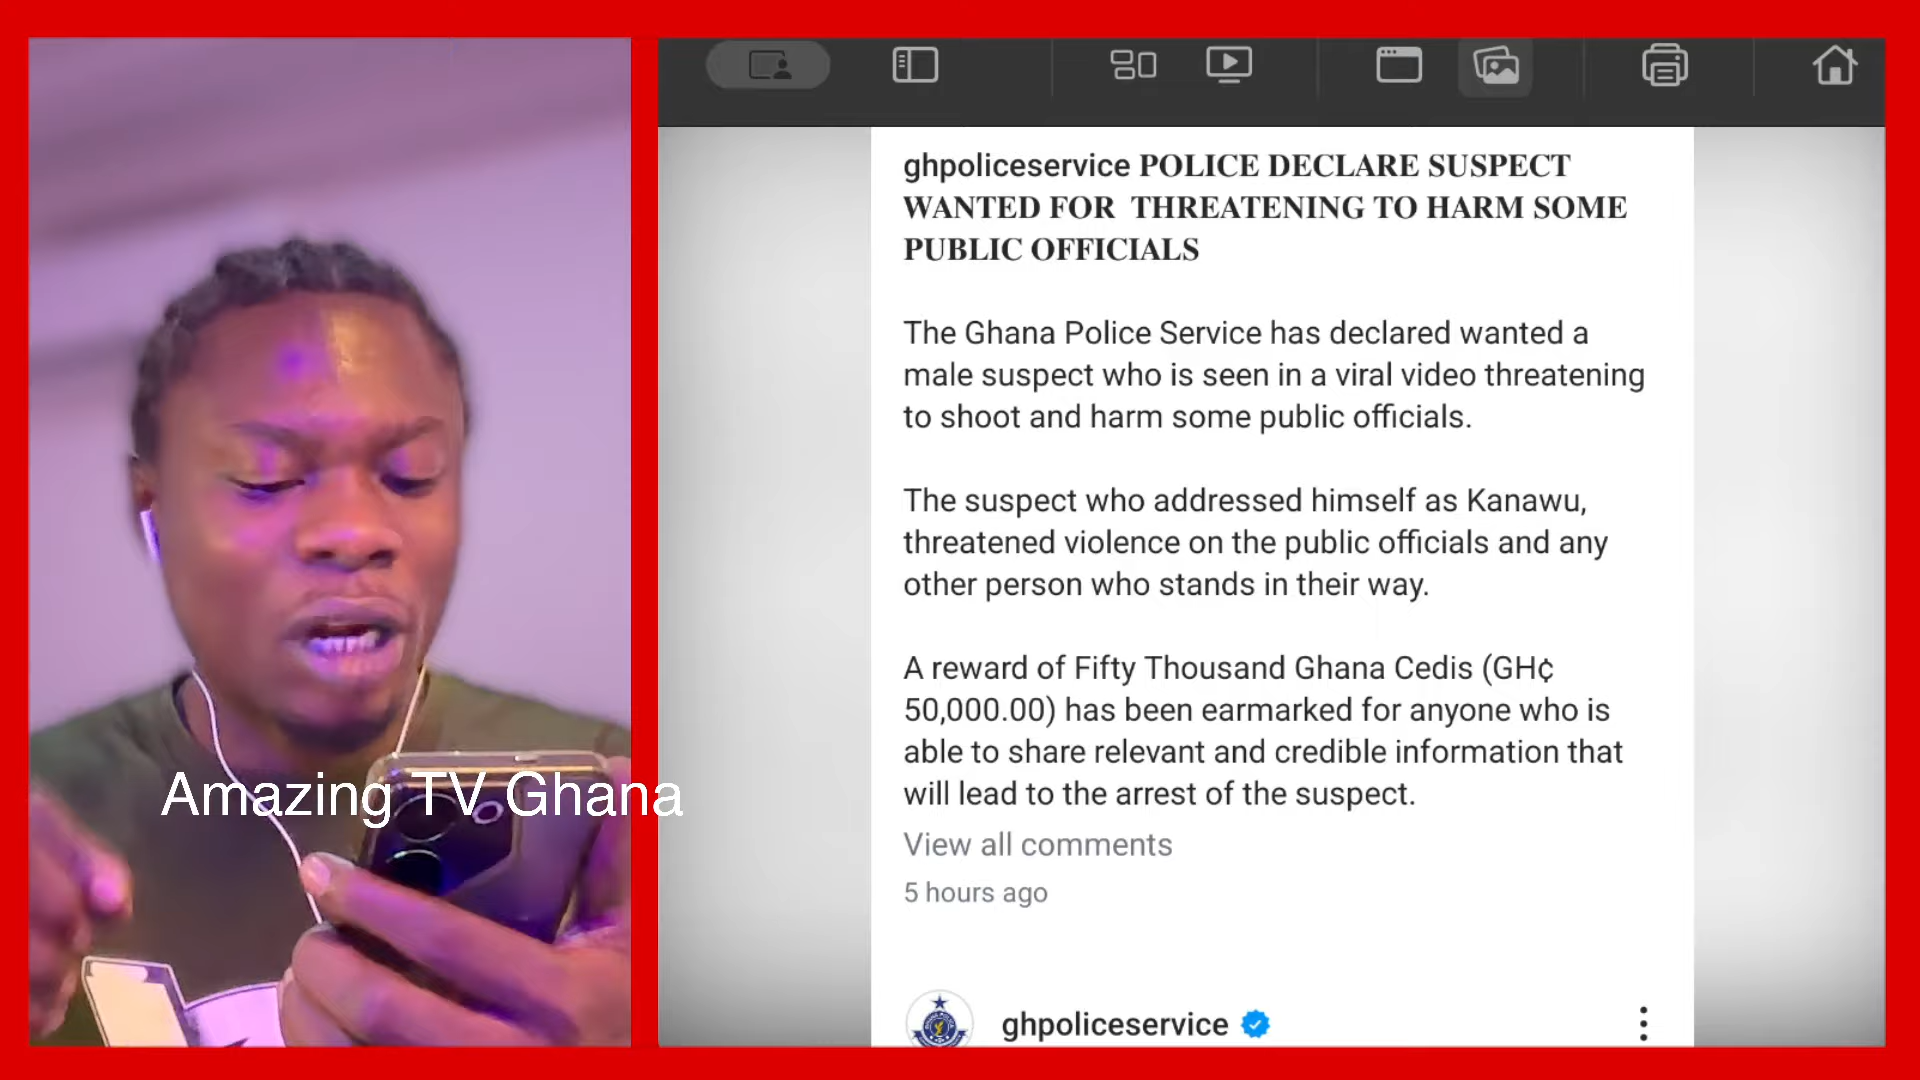 ghpoliceservice POLICE DECLARE SUSPECT
WANTED FOR THREATENING TO HARM SOME
PUBLIC OFFICIALS
The Ghana Police Service has declared wanted a
male suspect who is seen in a viral video threatening
to shoot and harm some public officials.
The suspect who addressed himself as Kanawu,
threatened violence on the public officials and any
other person who stands in their way.
A reward of Fifty Thousand Ghana Cedis (GH¢
50,000.00) has been earmarked for anyone who is
able to share relevant and credible information that
will lead to the arrest of the suspect.
View all comments
5 hours ago
ghpoliceservice
Amazing TV Ghana